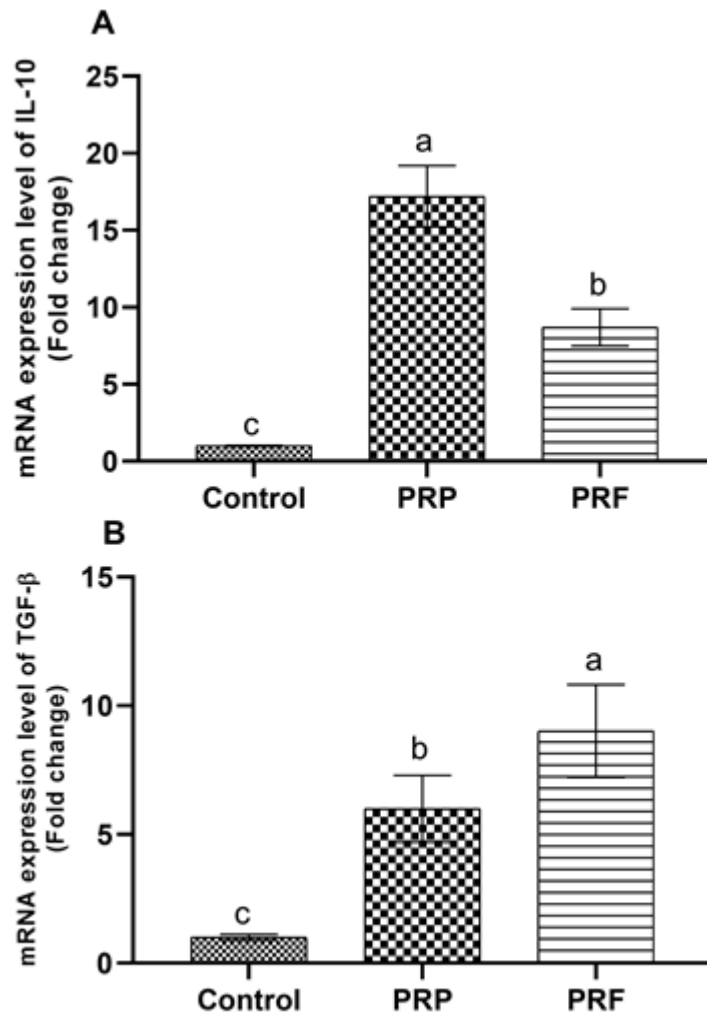 A
mRNA expression level of IL-10
(Fold change)
25
20
15
10
5
0
c
a
b
Control PRP PRF
B
mRNA expression level of TGF-β
(Fold change)
15
10
5
0
c
b
a
Control PRP PRF